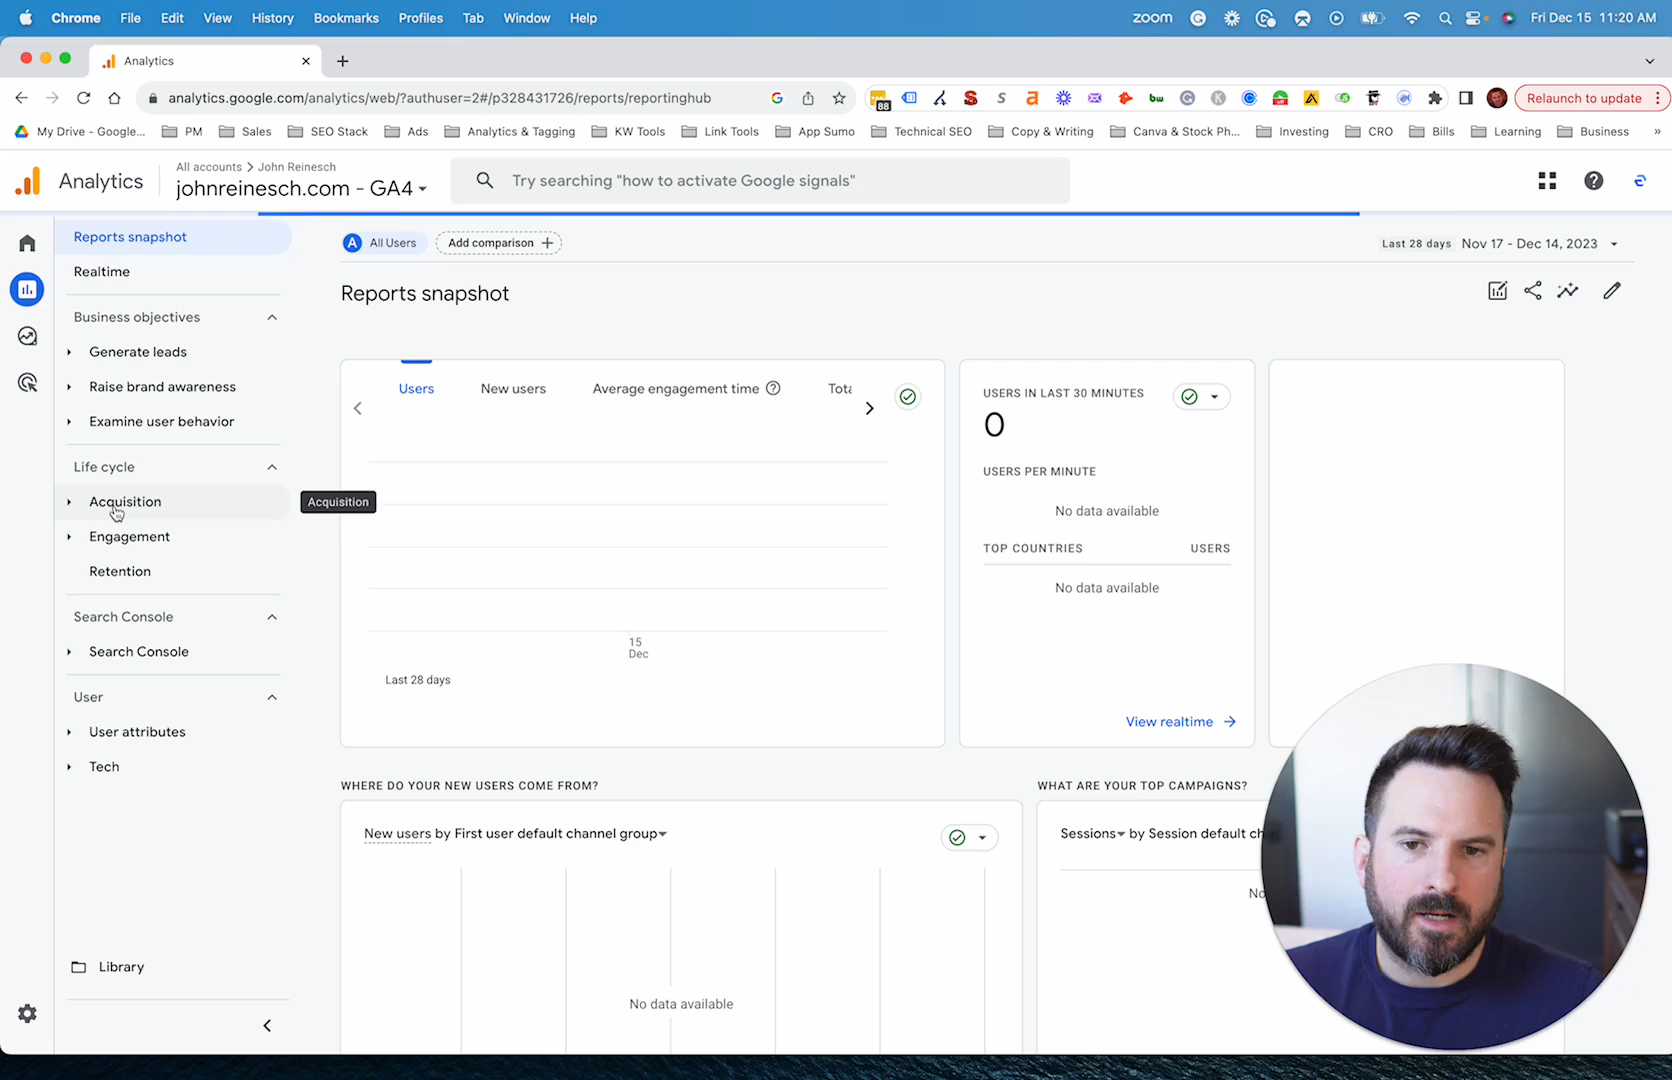 Chrome File Edit View History Bookmarks Profiles Tab Window Help zoom Fri Dec 15 11:20 AM
Analytics
analytics.google.com/analytics/web/?authuser=2#/p328431726/reports/reportinghub 88 Relaunch to update
My Drive - Google... PM Sales SEO Stack Ads Analytics & Tagging KW Tools Link Tools App Sumo Technical SEO Copy & Writing Canva & Stock Ph... Investing CRO Bills Learning Business »
Analytics
All accounts > John Reinesch
johnreinesch.com - GA4
Try searching "how to activate Google signals"
Reports snapshot
Realtime
Business objectives
Generate leads
Raise brand awareness
Examine user behavior
Life cycle
Acquisition
Engagement
Retention
Search Console
Search Console
User
User attributes
Tech
Library
Acquisition
A All Users Add comparison +
Last 28 days Nov 17 - Dec 14, 2023
Reports snapshot
Users New users Average engagement time Tota
15
Dec
Last 28 days
USERS IN LAST 30 MINUTES
0
USERS PER MINUTE
No data available
TOP COUNTRIES USERS
No data available
View realtime
WHERE DO YOUR NEW USERS COME FROM?
New users by First user default channel group
No data available
WHAT ARE YOUR TOP CAMPAIGNS?
Sessions by Session default ch
No